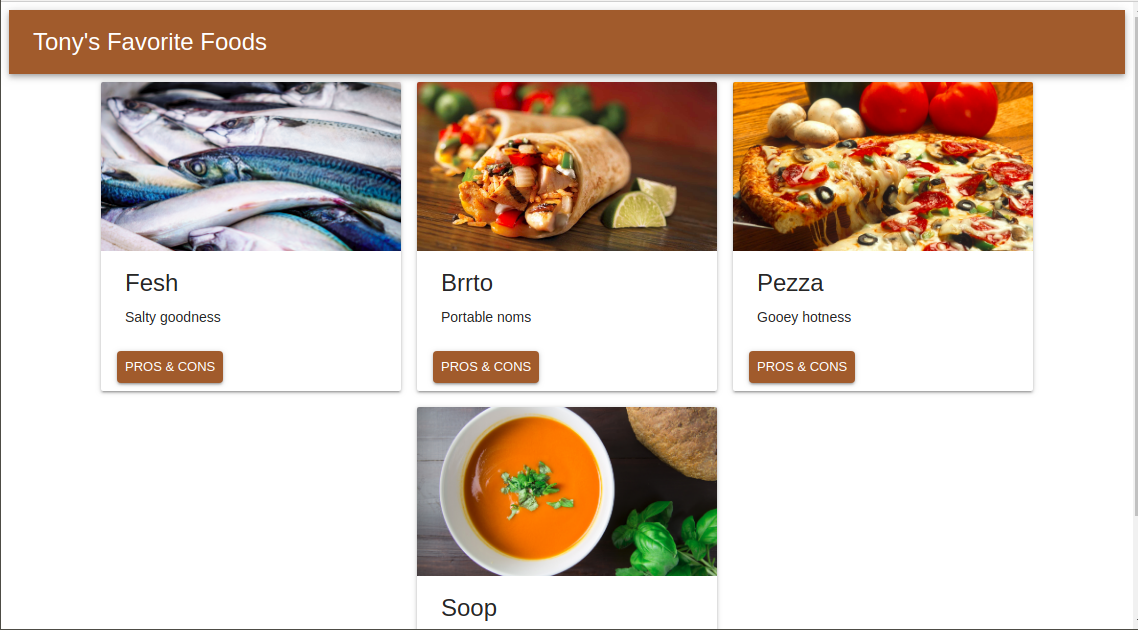 Tony's Favorite Foods
Fesh
Salty goodness
PROS & CONS
Brrto
Portable noms
PROS & CONS
Pezza
Gooey hotness
PROS & CONS
Soop